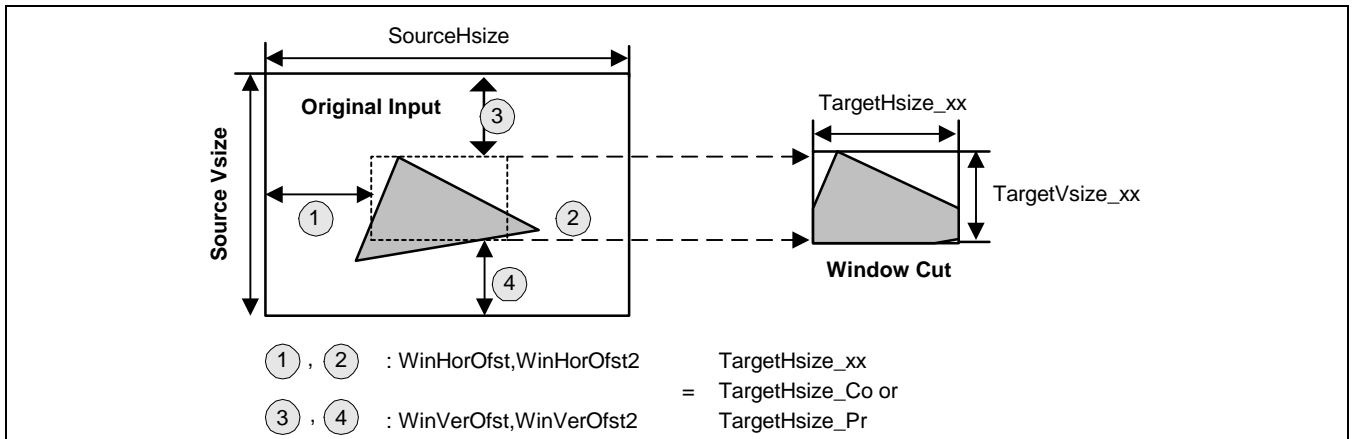 SourceHsize
Source Vsize
Original Input
3
1
2
4
TargetHsize_xx
TargetVsize_xx
Window Cut
1 , 2 : WinHorOfst,WinHorOfst2
3 , 4 : WinVerOfst,WinVerOfst2
TargetHsize_xx
= TargetHsize_Co or
TargetHsize_Pr